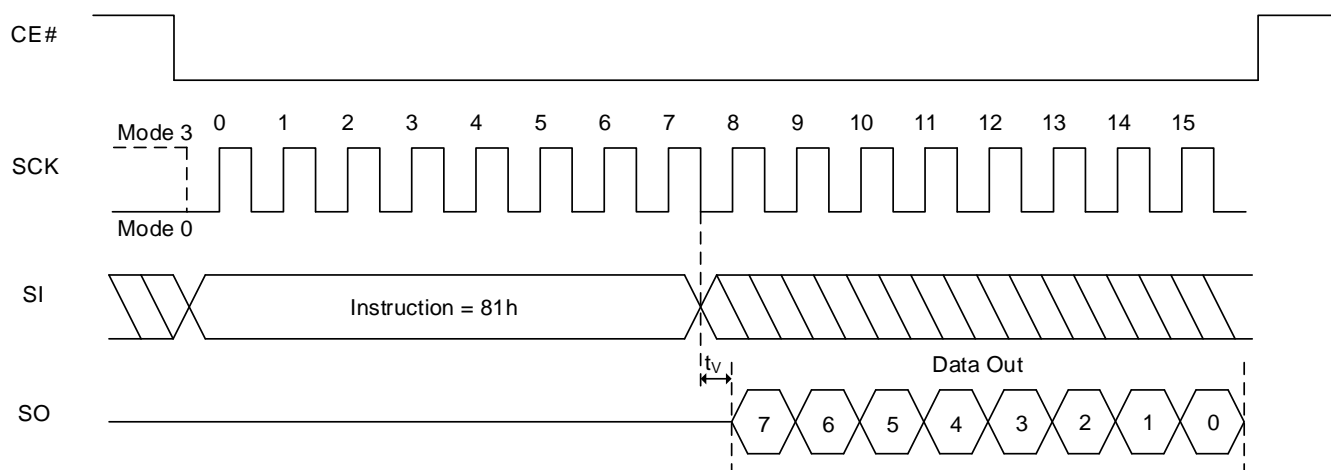 CE#
0 1 2 3 4 5 6 7 8 9 10 11 12 13 14 15
Mode 3
SCK
Mode 0
SI
Instruction = 81h
tV
Data Out
SO
7 6 5 4 3 2 1 0